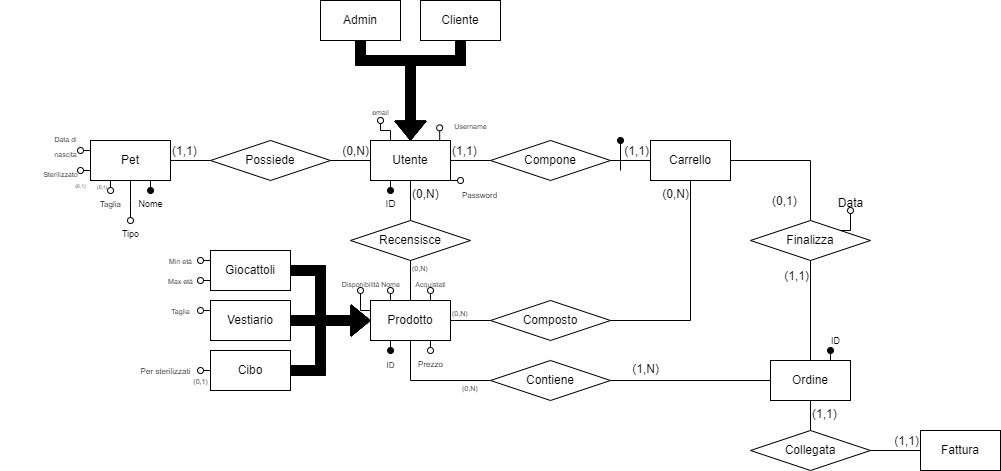 Admin
Cliente
email
Username
Data di
nascita
Pet
(1,1)
Possiede
(0,N)
Utente
(1,1)
Compone
(1,1)
Carrello
Sterilizzato
(0,1)
(0,1)
Taglia
Nome
Tipo
ID
(0,N)
Password
(0,N)
(0,1)
Data
Recensisce
Finalizza
Min età
Max età
Giocattoli
(0,N)
(1,1)
Disponibilità
Nome
Acquistati
Taglia
Vestiario
Prodotto
(0,N)
Composto
ID
Per sterilizzati
(0,1)
Cibo
ID
Prezzo
(0,N)
Contiene
(1,N)
Ordine
(1,1)
Collegata
(1,1)
Fattura